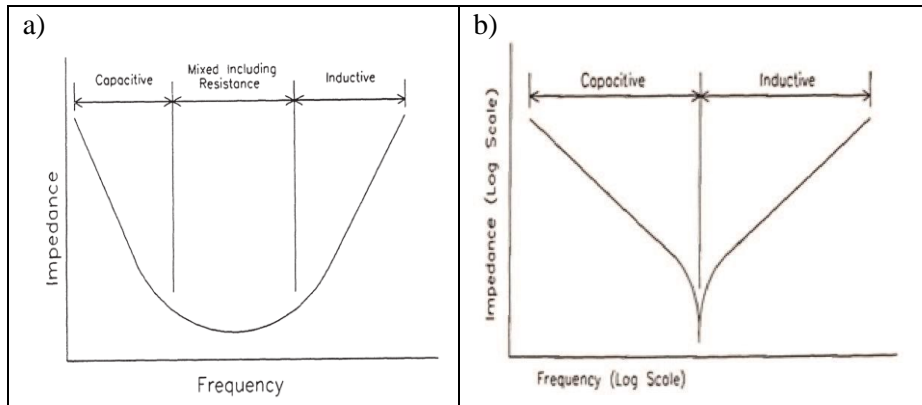 a)
Capacitive
Mixed Including
Resistance
Inductive
Impedance
Frequency
b)
Capacitive
Inductive
Impedance (Log Scale)
Frequency (Log Scale)